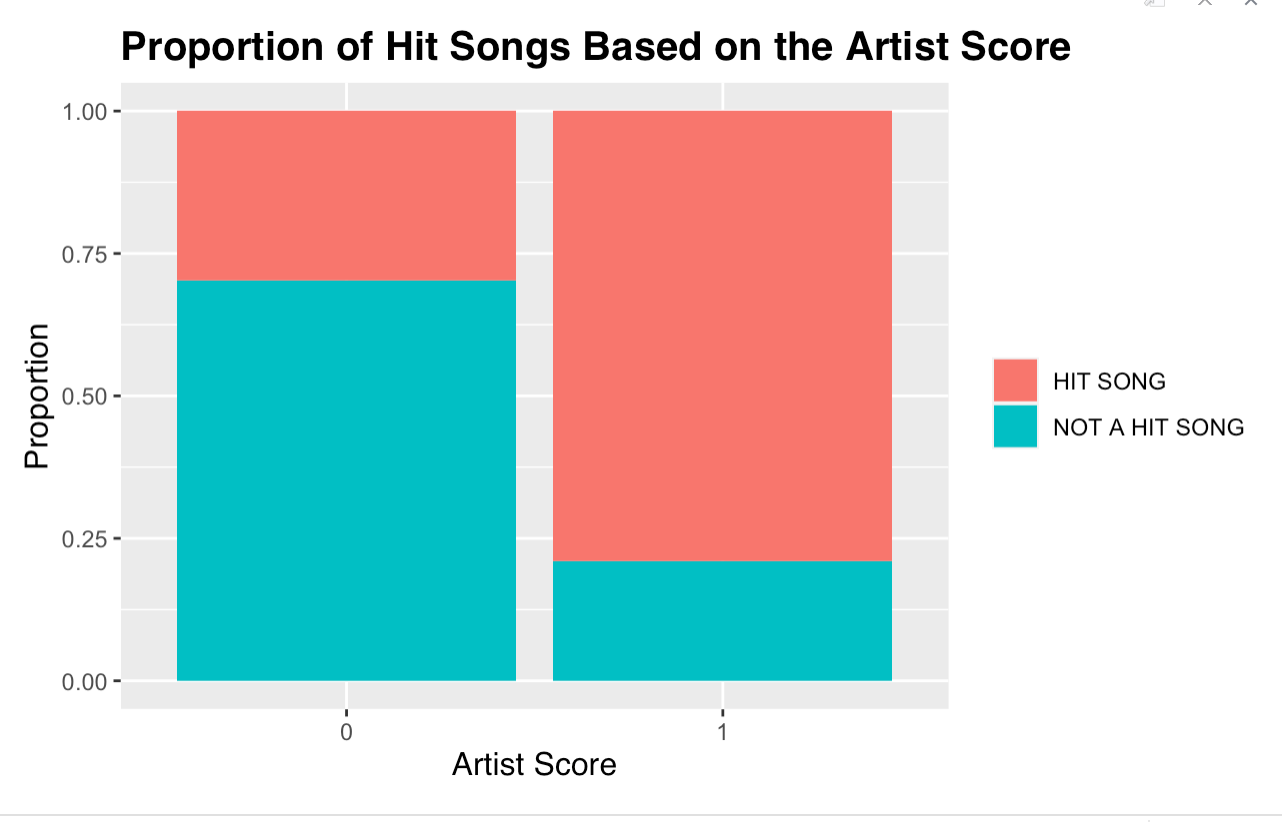 Proportion of Hit Songs Based on the Artist Score
1.00
0.75
0.50
0.25
0.00
Proportion
0
1
Artist Score
HIT SONG
NOT A HIT SONG